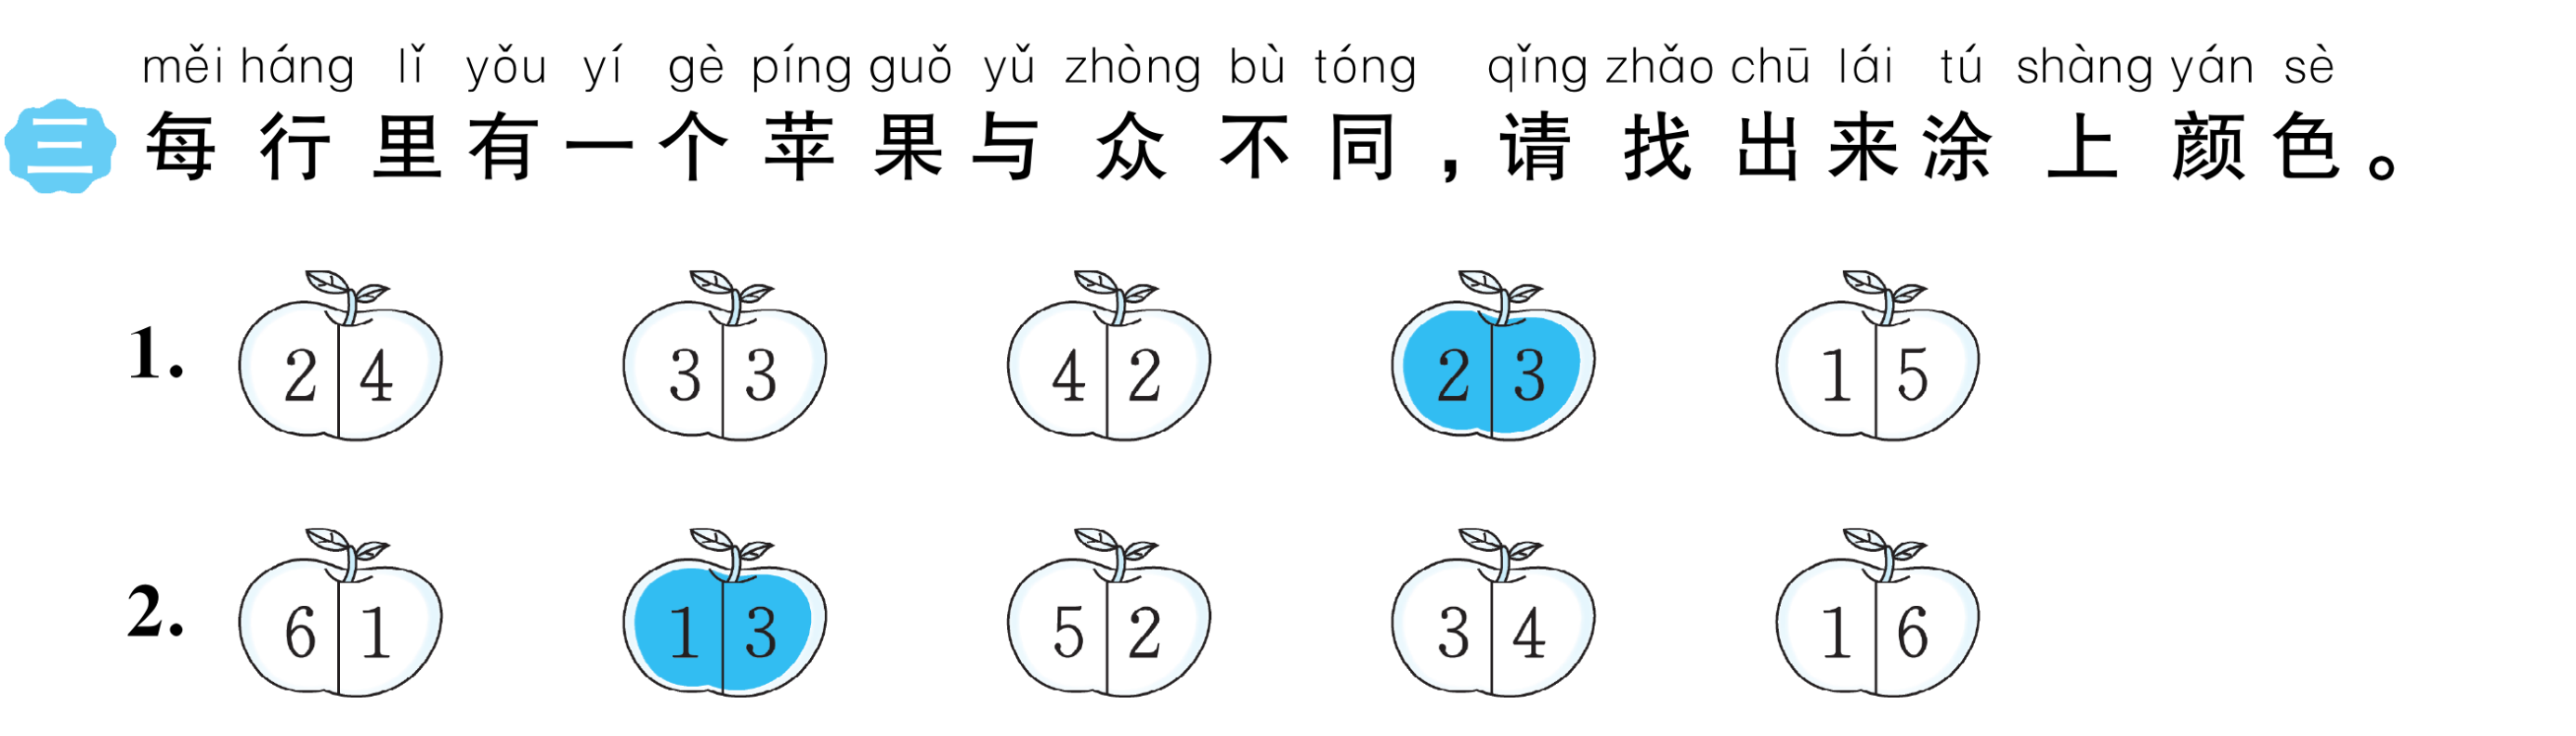 měi háng lǐ yǒu yí gè píng guǒ yǔ zhòng bù tóng qǐng zhǎo chū lái tú shàng yán sè
三 每行里有一个苹果与众不同，请找出来涂上颜色。
1. 2 4 3 3 4 2 2 3 1 5
2. 6 1 1 3 5 2 3 4 1 6